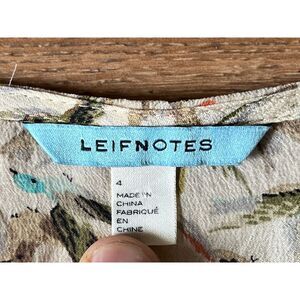 LEIFNOTES
4
MADE IN
CHINA
FABRIQUÉ
EN
CHINE